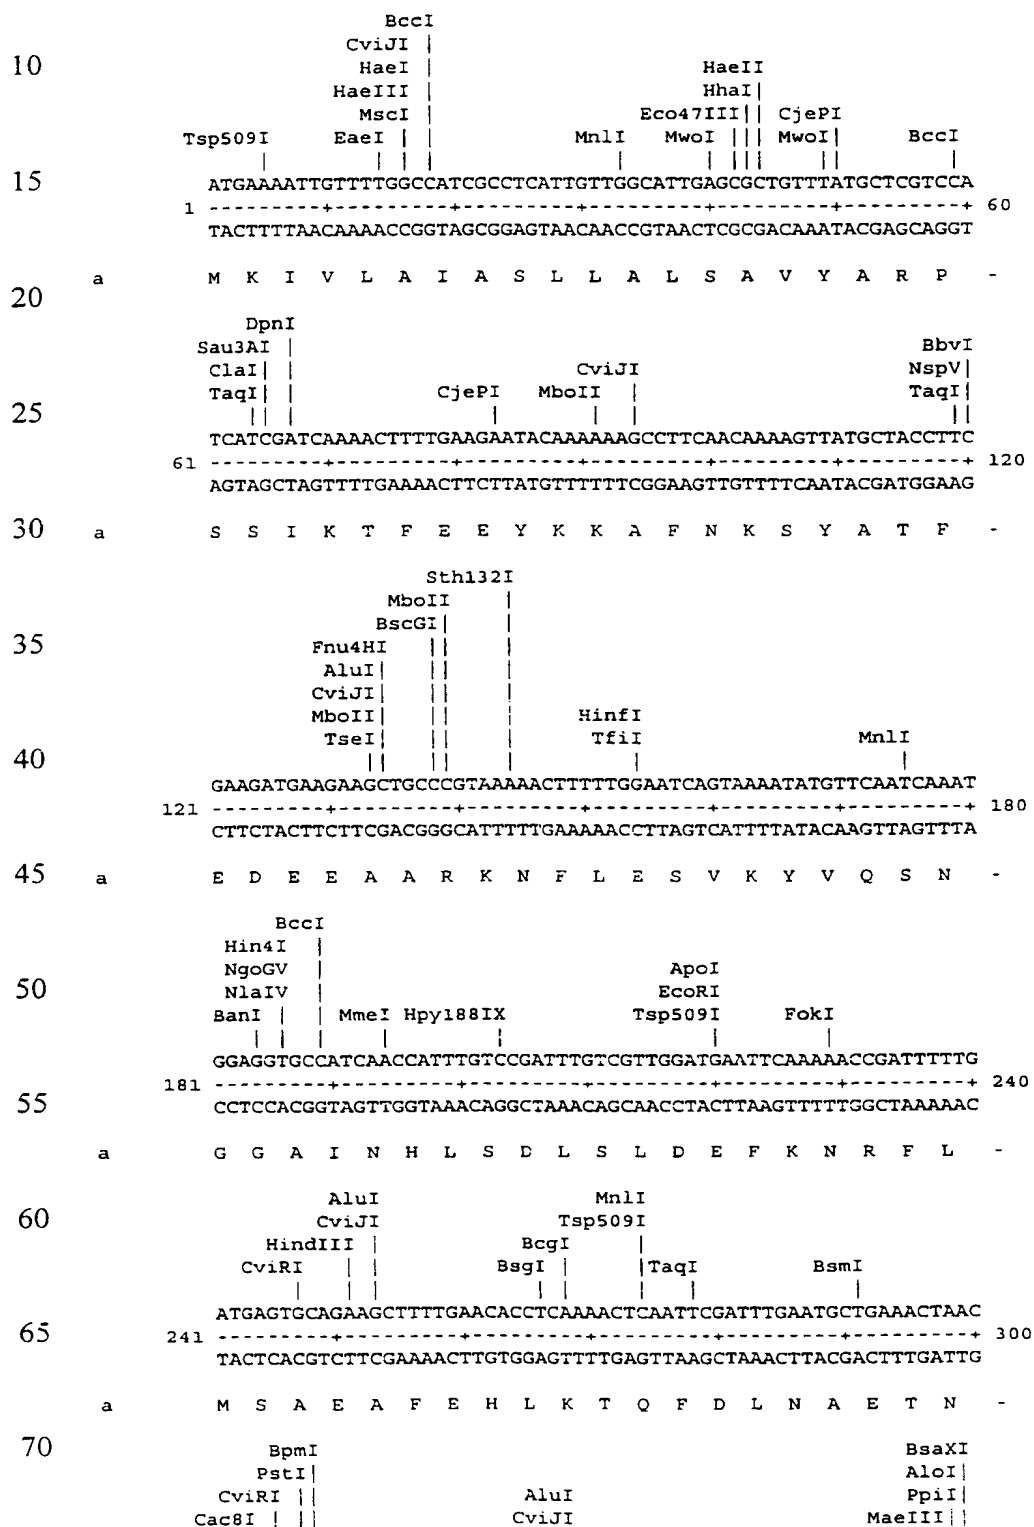 BccI
CviJI
10 HaeI HaeII
HaeIII HhaI
MscI Eco47III CjePI
Tsp509I EaeI MnlI MwoI MwoI BccI
15 ATGAAAATTGTTTTGGCCATCGCCTCATTGTTGGCATTGAGCGCTGTTTATGCTCGTCCA
1 ---------+---------+---------+---------+---------+---------+ 60
TACTTTTAACAAAACCGGTAGCGGAGTAACAACCGTAACTCGCGACAAATACGAGCAGGT
a M K I V L A I A S L L A L S A V Y A R P -
20
DpnI
Sau3AI BbvI
ClaI CviJI NspV
TaqI CjePI MboII TaqI
25
TCATCGATCAAAACTTTTGAAGAATACAAAAAAGCCTTCAACAAAAGTTATGCTACCTTC
61 ---------+---------+---------+---------+---------+---------+ 120
AGTAGCTAGTTTTGAAAACTTCTTATGTTTTTTCGGAAGTTGTTTTCAATACGATGGAAG
30 a S S I K T F E E Y K K A F N K S Y A T F -
Sth132I
MboII
BscGI
35 Fnu4HI
AluI
CviJI
MboII HinfI
TseI TfiI MnlI
40
GAAGATGAAGAAGCTGCCCGTAAAAACTTTTTGGAATCAGTAAAATATGTTCAATCAAAT
121 ---------+---------+---------+---------+---------+---------+ 180
CTTCTACTTCTTCGACGGGCATTTTTGAAAAACCTTAGTCATTTTATACAAGTTAGTTTA
45 a E D E E A A R K N F L E S V K Y V Q S N -
BccI
Hin4I
NgoGV ApoI
50 NlaIV EcoRI
BanI MmeI Hpy188IX Tsp509I FokI
GGAGGTGCCATCAACCATTTGTCCGATTTGTCGTTGGATGAATTCAAAAACCGATTTTTG
181 ---------+---------+---------+---------+---------+---------+ 240
55 CCTCCACGGTAGTTGGTAAACAGGCTAAACAGCAACCTACTTAAGTTTTTGGCTAAAAAC
a G G A I N H L S D L S L D E F K N R F L -
AluI MnlI
60 CviJI Tsp509I
HindIII BcgI
CviRI BsgI TaqI BsmI
ATGAGTGCAGAAGCTTTTGAACACCTCAAAACTCAATTCGATTTGAATGCTGAAACTAAC
65 241 ---------+---------+---------+---------+---------+---------+ 300
TACTCACGTCTTCGAAAACTTGTGGAGTTTTGAGTTAAGCTAAACTTACGACTTTGATTG
a M S A E A F E H L K T Q F D L N A E T N -
70 BpmI BsaXI
PstI AloI
CviRI AluI PpiI
Cac8I CviJI MaeIII